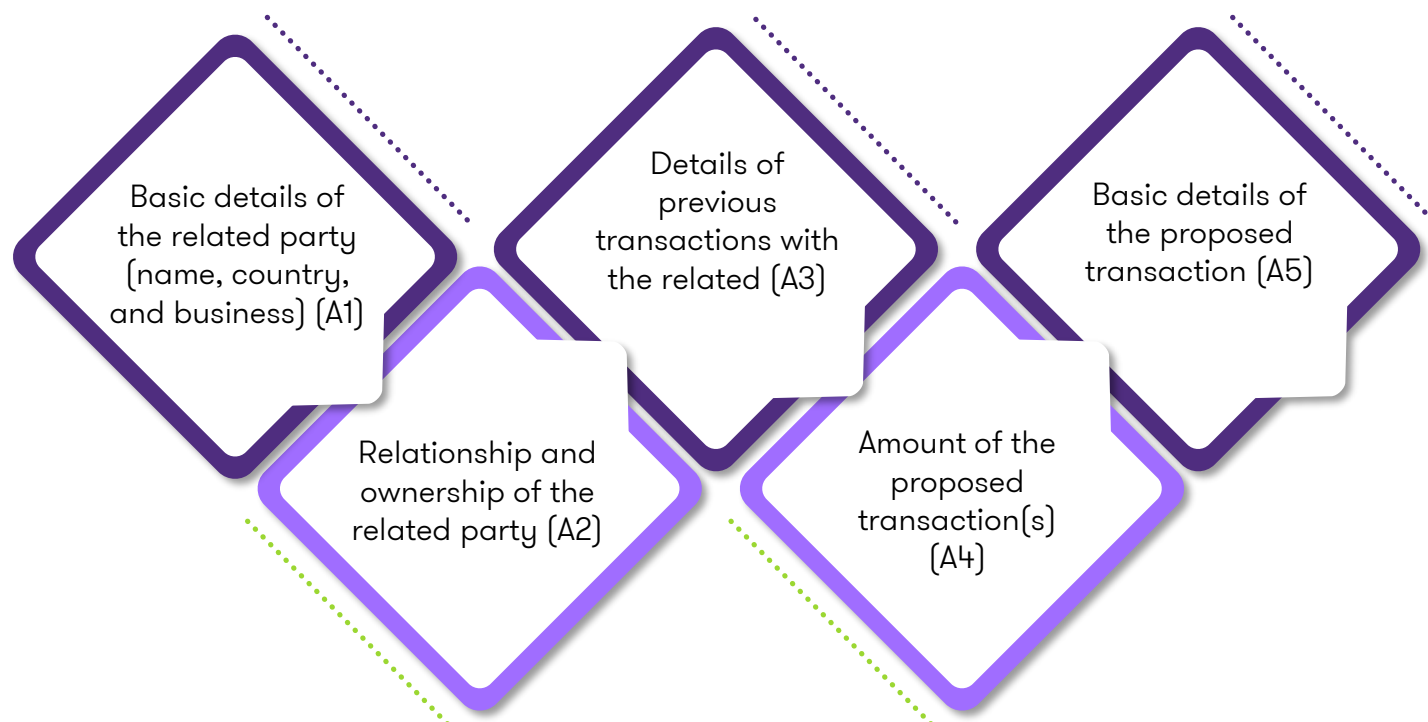 Basic details of
the related party
(name, country,
and business) (A1)
Relationship and
ownership of the
related party (A2)
Details of
previous
transactions with
the related (A3)
Amount of the
proposed
transaction(s)
(A4)
Basic details of
the proposed
transaction (A5)